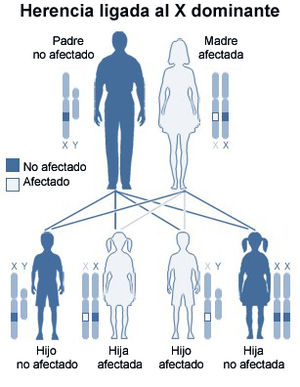 Herencia ligada al X dominante
Padre
no afectado
Madre
afectada
X Y
X X
No afectado
Afectado
X Y
X X
X Y
X X
Hijo
no afectado
Hija
afectada
Hijo
afectado
Hija
no afectada